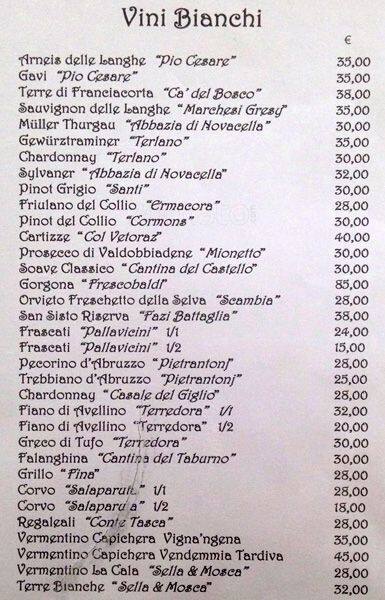 Vini Bianchi
€
Arneis delle Langhe "Pio Cesare" 35,00
Gavi "Pio Cesare" 35,00
Terre di Franciacorta "Ca' del Bosco" 38,00
Sauvignon delle Langhe "Marchesi Gresy" 35,00
Müller Thurgau "Abbazia di Novacella" 30,00
Gewürztraminer "Terlano" 35,00
Chardonnay "Terlano" 30,00
Sylvaner "Abbazia di Novacella" 32,00
Pinot Grigio "Santi" 30,00
Friulano del Collio "Ermacora" 28,00
Pinot del Collio "Cormons" 30,00
Cartizze "Col Vetoraz" 40,00
Prosecco di Valdobbiadene "Mionetto" 30,00
Soave Classico "Cantina del Castello" 30,00
Gorgona "Frescobaldi" 85,00
Orvieto Freschetto della Selva "Scambia" 28,00
San Sisto Riserva "Fazi Battaglia" 38,00
Frascati "Pallavicini" 1/1 24,00
Frascati "Pallavicini" 1/2 15,00
Pecorino d'Abruzzo "Pietrantonj" 28,00
Trebbiano d'Abruzzo "Pietrantonj" 25,00
Chardonnay "Casale del Giglio" 28,00
Fiano di Avellino "Terredora" 1/1 32,00
Fiano di Avellino "Terredora" 1/2 20,00
Greco di Tufo "Terredora" 30,00
Falanghina "Cantina del Taburno" 30,00
Grillo "Fina" 28,00
Corvo "Salaparuta" 1/1 28,00
Corvo "Salaparuta" 1/2 18,00
Regaleali "Conte Tasca" 28,00
Vermentino Capichera Vigna'ngena 35,00
Vermentino Capichera Vendemmia Tardiva 45,00
Vermentino La Cala "Sella & Mosca" 28,00
Terre Bianche "Sella & Mosca" 32,00